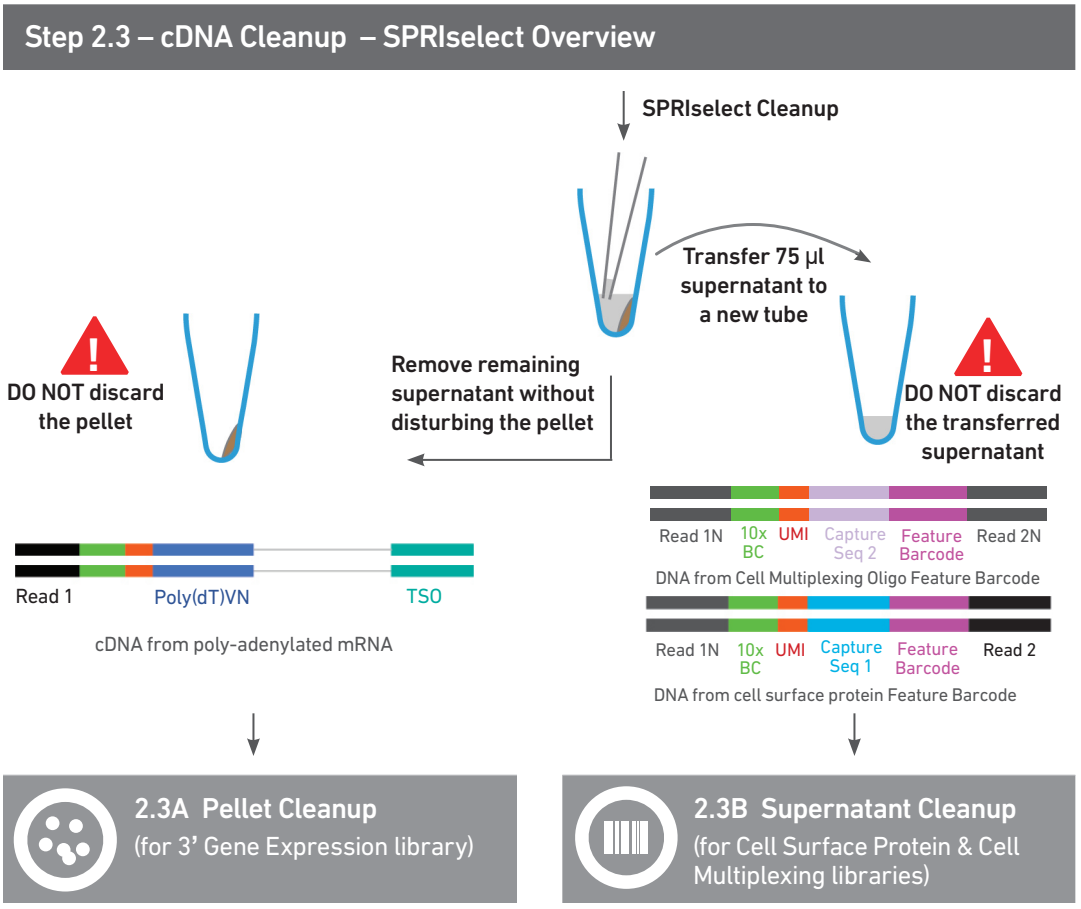 Step 2.3 – cDNA Cleanup – SPRIselect Overview
SPRIselect Cleanup
Transfer 75 µl
supernatant to
a new tube
Remove remaining
supernatant without
disturbing the pellet
!
DO NOT discard
the pellet
!
DO NOT discard
the transferred
supernatant
Read 1
Poly(dT)VN
TSO
cDNA from poly-adenylated mRNA
Read 1N
10x
BC
UMI
Capture
Seq 2
Feature
Barcode
Read 2N
DNA from Cell Multiplexing Oligo Feature Barcode
Read 1N
10x
BC
UMI
Capture
Seq 1
Feature
Barcode
Read 2
DNA from cell surface protein Feature Barcode
2.3A Pellet Cleanup
(for 3’ Gene Expression library)
2.3B Supernatant Cleanup
(for Cell Surface Protein & Cell
Multiplexing libraries)